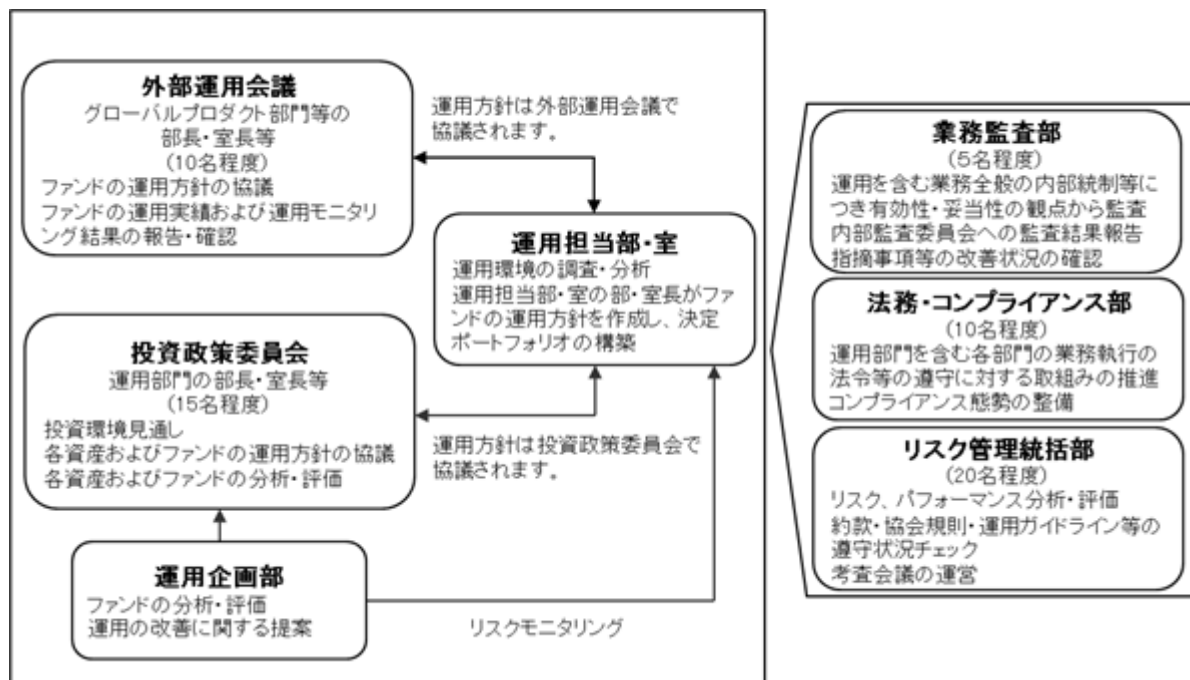 外部運用会議
グローバルプロダクト部門等の
部長・室長等
(10名程度)
ファンドの運用方針の協議
ファンドの運用実績および運用モニタリ
ング結果の報告・確認
運用方針は外部運用会議で
協議されます。
運用担当部・室
運用環境の調査・分析
運用担当部・室の部・室長がファ
ンドの運用方針を作成し、決定
ポートフォリオの構築
投資政策委員会
運用部門の部長・室長等
(15名程度)
投資環境見通し
各資産およびファンドの運用方針の協議
各資産およびファンドの分析・評価
運用方針は投資政策委員会で
協議されます。
運用企画部
ファンドの分析・評価
運用の改善に関する提案
リスクモニタリング
業務監査部
(5名程度)
運用を含む業務全般の内部統制等に
つき有効性・妥当性の観点から監査
内部監査委員会への監査結果報告
指摘事項等の改善状況の確認
法務・コンプライアンス部
(10名程度)
運用部門を含む各部門の業務執行の
法令等の遵守に対する取組みの推進
コンプライアンス態勢の整備
リスク管理統括部
(20名程度)
リスク、パフォーマンス分析・評価
約款・協会規則・運用ガイドライン等の
遵守状況チェック
考査会議の運営